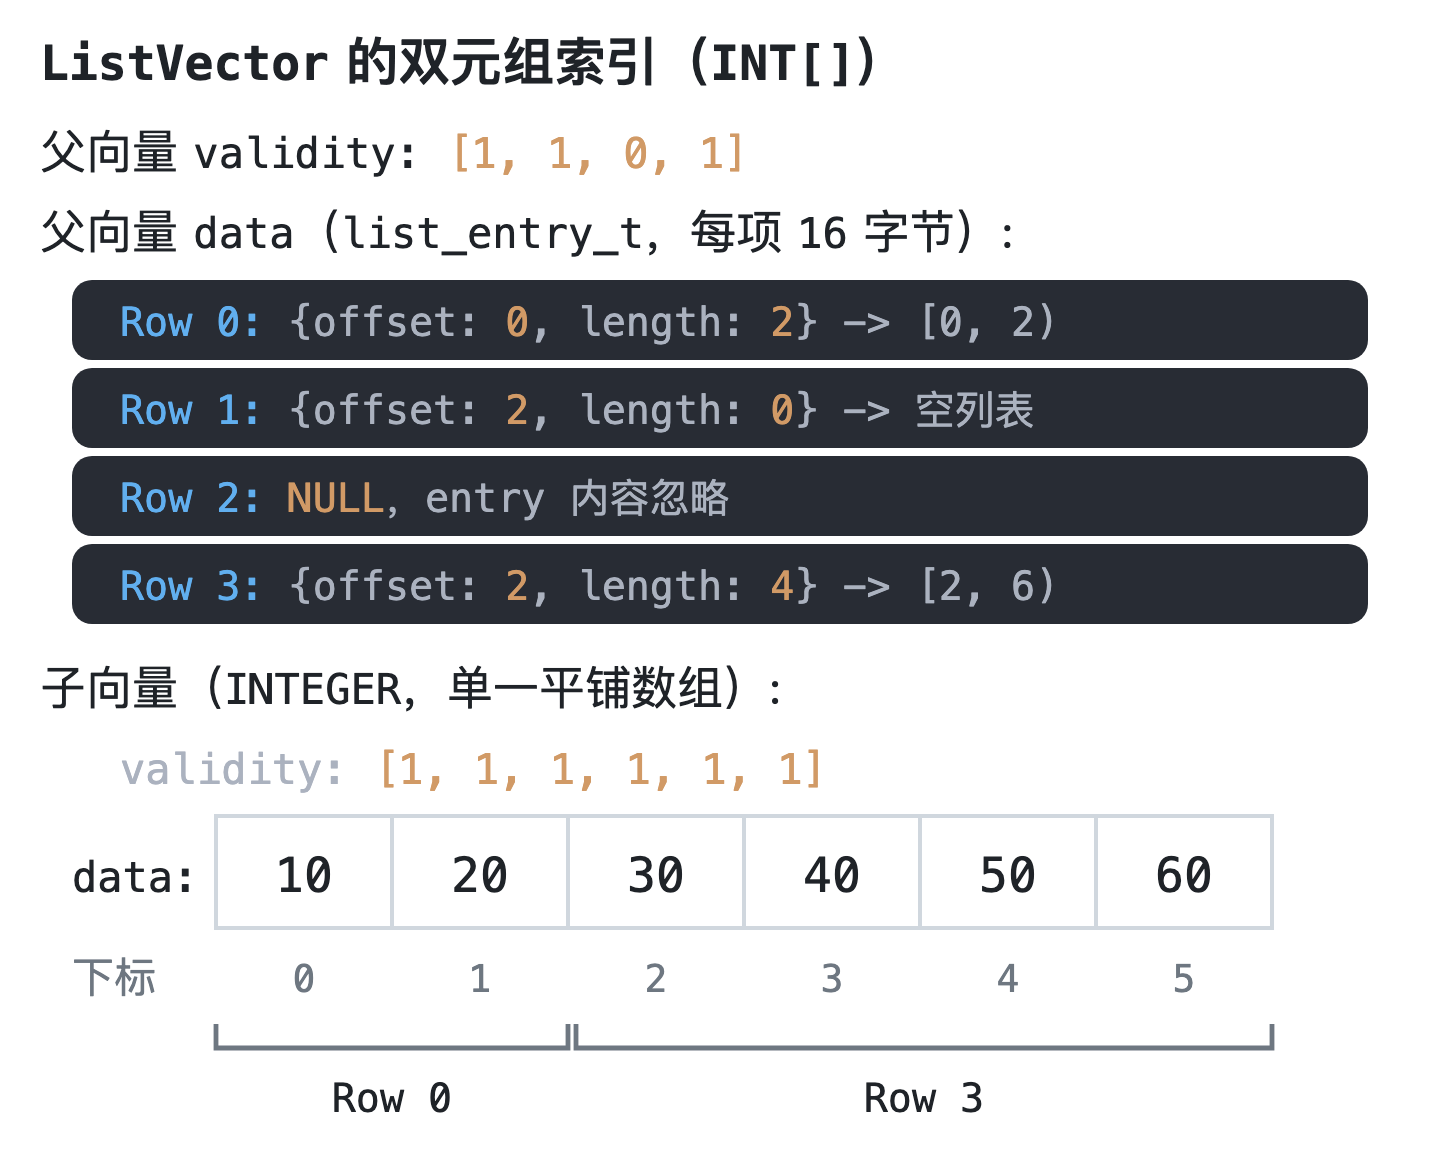 ListVector 的双元组索引（INT[]）
父向量 validity: [1, 1, 0, 1]
父向量 data（list_entry_t，每项 16 字节）:
Row 0: {offset: 0, length: 2} —> [0, 2)
Row 1: {offset: 2, length: 0} —> 空列表
Row 2: NULL，entry 内容忽略
Row 3: {offset: 2, length: 4} —> [2, 6)
子向量（INTEGER，单一平铺数组）:
validity: [1, 1, 1, 1, 1, 1]
data: 10 20 30 40 50 60
下标 0 1 2 3 4 5
Row 0 Row 3